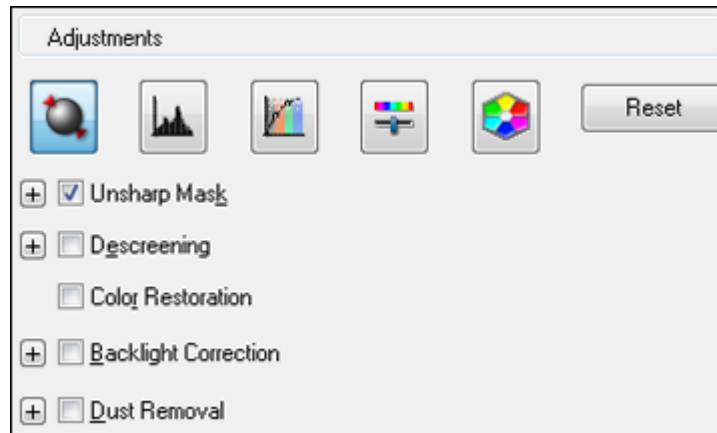 Adjustments
Reset
Unsharp Mask
Descreening
Color Restoration
Backlight Correction
Dust Removal